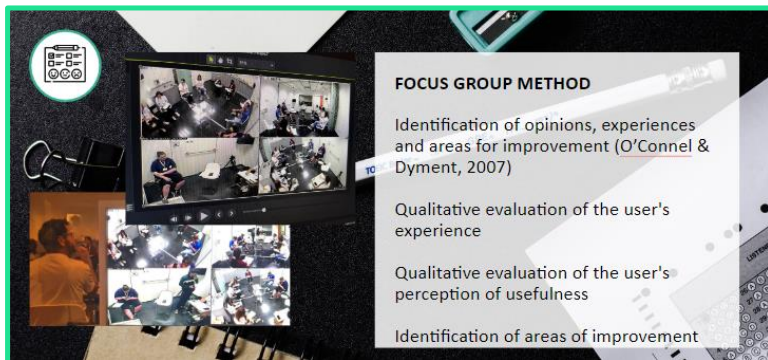 FOCUS GROUP METHOD
Identification of opinions, experiences
and areas for improvement (O'Connel &
Dyment, 2007)
Qualitative evaluation of the user's
experience
Qualitative evaluation of the user's
perception of usefulness
Identification of areas of improvement